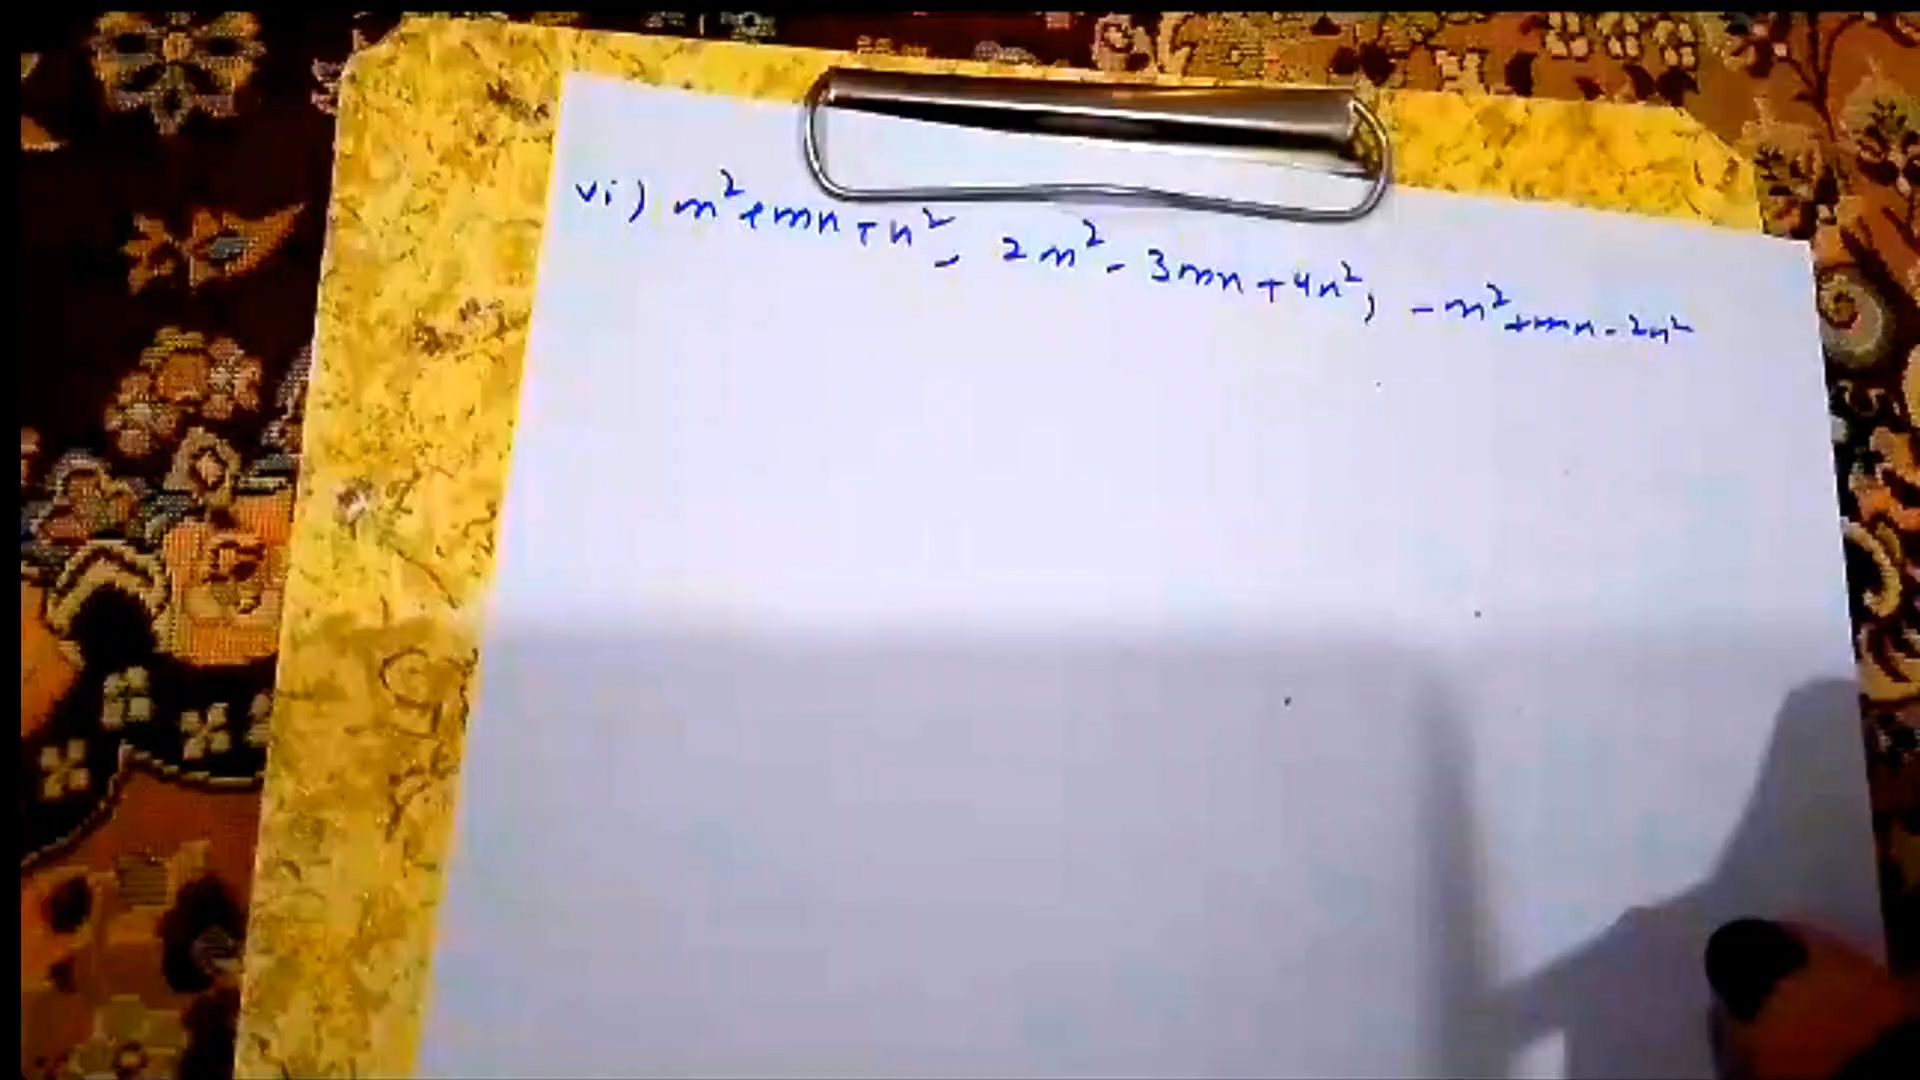 vi) m²+mn+n² - 2m² - 3mn+4n², -m²+mn-2n²